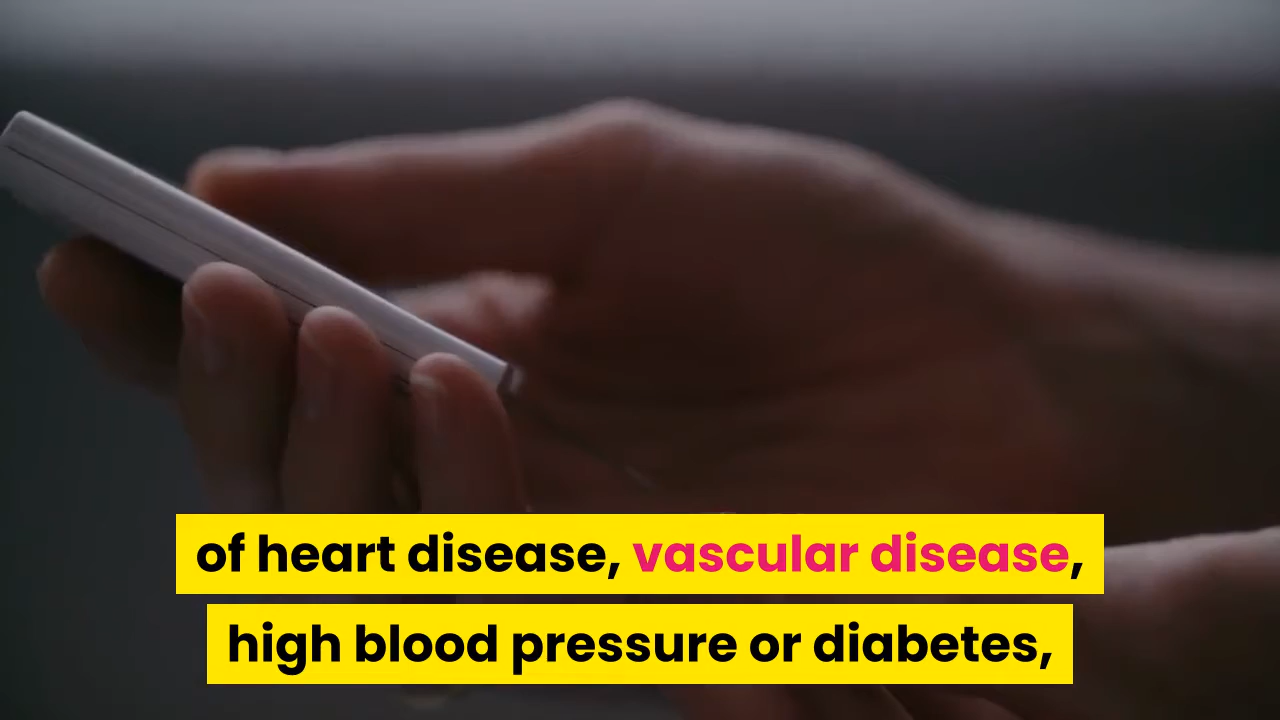 of heart disease, vascular disease,
high blood pressure or diabetes,